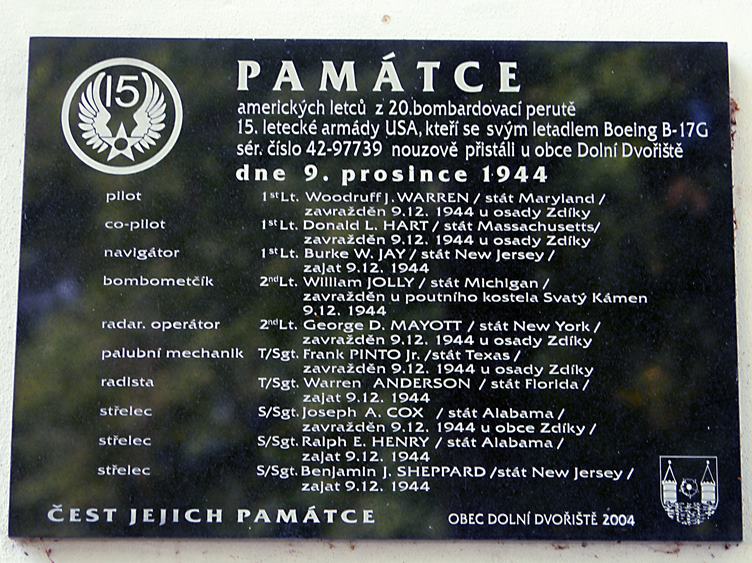 15
PAMÁTCE
amerických letců z 20.bombardovací perutě
15. letecké armády USA, kteří se svým letadlem Boeing B-17G
sér. číslo 42-97739 nouzově přistáli u obce Dolní Dvořiště
dne 9. prosince 1944
pilot 1stLt. Woodruff J. WARREN / stát Maryland /
zavražděn 9.12. 1944 u osady Zdíky
co-pilot 1stLt. Donald L. HART / stát Massachusetts/
zavražděn 9.12. 1944 u osady Zdíky
navigátor 1stLt. Burke W. JAY / stát New Jersey /
zajat 9.12. 1944
bombometčík 2ndLt. William JOLLY / stát Michigan /
zavražděn u poutního kostela Svatý Kámen
9.12. 1944
radar. operátor 2ndLt. George D. MAYOTT / stát New York /
zavražděn 9.12. 1944 u osady Zdíky
palubní mechanik T/Sgt. Frank PINTO Jr. /stát Texas /
zavražděn 9.12. 1944 u osady Zdíky
radista T/Sgt. Warren ANDERSON / stát Florida /
zajat 9.12. 1944
střelec S/Sgt. Joseph A. COX / stát Alabama /
zavražděn 9.12. 1944 u obce Zdíky /
střelec S/Sgt. Ralph E. HENRY / stát Alabama /
zajat 9.12. 1944
střelec S/Sgt. Benjamin J. SHEPPARD /stát New Jersey /
zajat 9.12. 1944
ČEST JEJICH PAMÁTCE OBEC DOLNÍ DVOŘIŠTĚ 2004